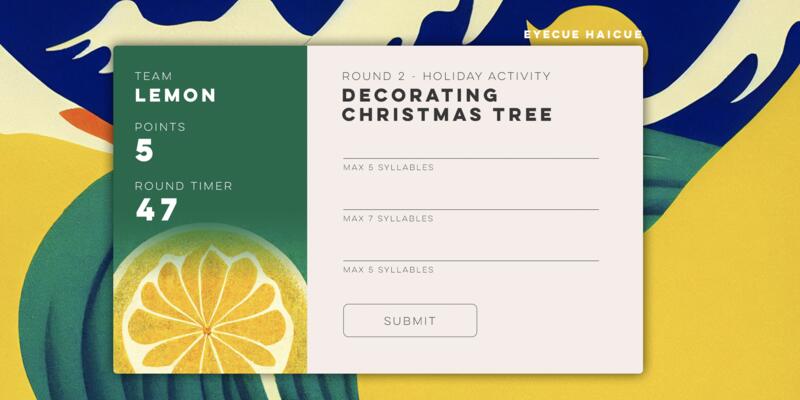 EYECUE HAICUE
TEAM
LEMON
POINTS
5
ROUND TIMER
47
ROUND 2 - HOLIDAY ACTIVITY
DECORATING
CHRISTMAS TREE
MAX 5 SYLLABLES
MAX 7 SYLLABLES
MAX 5 SYLLABLES
SUBMIT